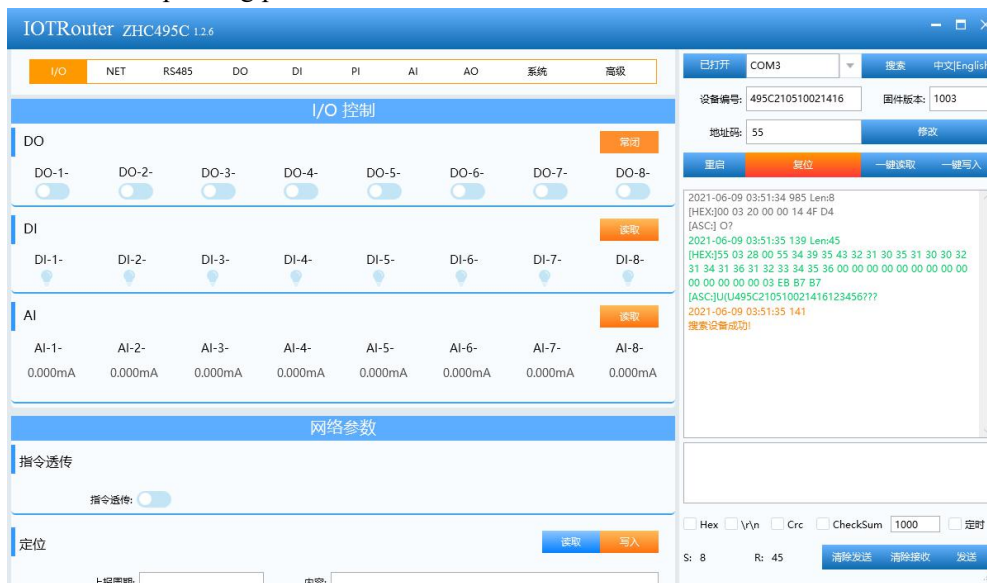 IOTRouter ZHC495C 1.2.6
I/O NET RS485 DO DI PI AI AO 系统 高级
I/O 控制
DO 常闭
DO-1- DO-2- DO-3- DO-4- DO-5- DO-6- DO-7- DO-8-
DI 读取
DI-1- DI-2- DI-3- DI-4- DI-5- DI-6- DI-7- DI-8-
AI 读取
AI-1- AI-2- AI-3- AI-4- AI-5- AI-6- AI-7- AI-8-
0.000mA 0.000mA 0.000mA 0.000mA 0.000mA 0.000mA 0.000mA 0.000mA
网络参数
指令透传
指令透传:
定位 读取 写入
上报周期: 内容:
已打开 COM3 搜索 中文|English
设备编号: 495C210510021416 固件版本: 1003
地址码: 55 修改
重启 复位 一键读取 一键写入
2021-06-09 03:51:34 985 Len:8
[HEX:]00 03 20 00 00 14 4F D4
[ASC:] O?
2021-06-09 03:51:35 139 Len:45
[HEX:]55 03 28 00 55 34 39 35 43 32 31 30 35 31 30 30 32
31 34 31 36 31 32 33 34 35 36 00 00 00 00 00 00 00 00 00
00 00 00 00 00 03 EB B7 B7
[ASC:]U(U495C210510021416123456???
2021-06-09 03:51:35 141
搜索设备成功!
Hex \r\n Crc CheckSum 1000 定时
S: 8 R: 45 清除发送 清除接收 发送